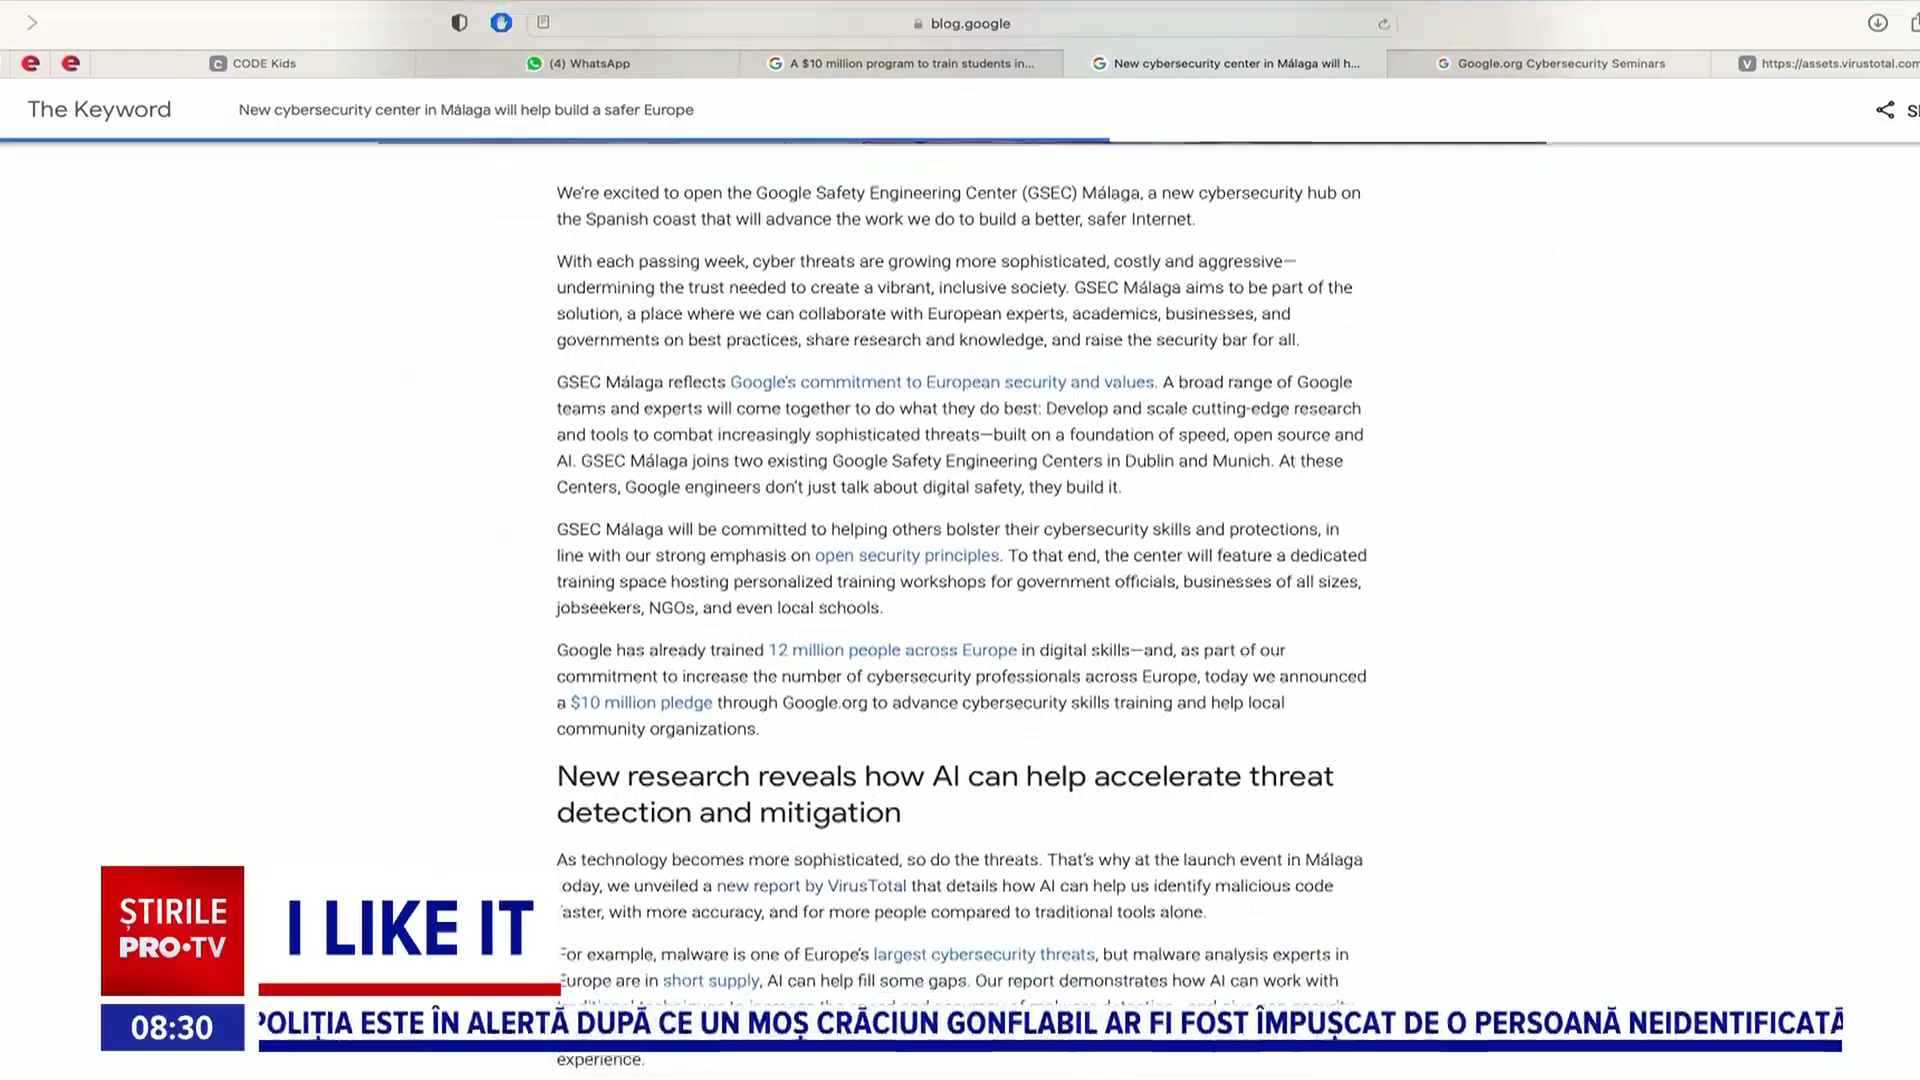 blog.google
CODE Kids
(4) WhatsApp
A $10 million program to train students in...
New cybersecurity center in Málaga will h...
Google.org Cybersecurity Seminars
https://assets.virustotal.com
The Keyword
New cybersecurity center in Málaga will help build a safer Europe
We're excited to open the Google Safety Engineering Center (GSEC) Málaga, a new cybersecurity hub on
the Spanish coast that will advance the work we do to build a better, safer Internet.
With each passing week, cyber threats are growing more sophisticated, costly and aggressive—
undermining the trust needed to create a vibrant, inclusive society. GSEC Málaga aims to be part of the
solution, a place where we can collaborate with European experts, academics, businesses, and
governments on best practices, share research and knowledge, and raise the security bar for all.
GSEC Málaga reflects Google's commitment to European security and values. A broad range of Google
teams and experts will come together to do what they do best: Develop and scale cutting-edge research
and tools to combat increasingly sophisticated threats—built on a foundation of speed, open source and
AI. GSEC Málaga joins two existing Google Safety Engineering Centers in Dublin and Munich. At these
Centers, Google engineers don't just talk about digital safety, they build it.
GSEC Málaga will be committed to helping others bolster their cybersecurity skills and protections, in
line with our strong emphasis on open security principles. To that end, the center will feature a dedicated
training space hosting personalized training workshops for government officials, businesses of all sizes,
jobseekers, NGOs, and even local schools.
Google has already trained 12 million people across Europe in digital skills—and, as part of our
commitment to increase the number of cybersecurity professionals across Europe, today we announced
a $10 million pledge through Google.org to advance cybersecurity skills training and help local
community organizations.
New research reveals how AI can help accelerate threat
detection and mitigation
As technology becomes more sophisticated, so do the threats. That's why at the launch event in Málaga
oday, we unveiled a new report by VirusTotal that details how AI can help us identify malicious code
aster, with more accuracy, and for more people compared to traditional tools alone.
For example, malware is one of Europe's largest cybersecurity threats, but malware analysis experts in
Europe are in short supply, AI can help fill some gaps. Our report demonstrates how AI can work with
experience.
ȘTIRILE
PRO•TV
I LIKE IT
08:30
POLIȚIA ESTE ÎN ALERTĂ DUPĂ CE UN MOȘ CRĂCIUN GONFLABIL AR FI FOST ÎMPUȘCAT DE O PERSOANĂ NEIDENTIFICATĂ